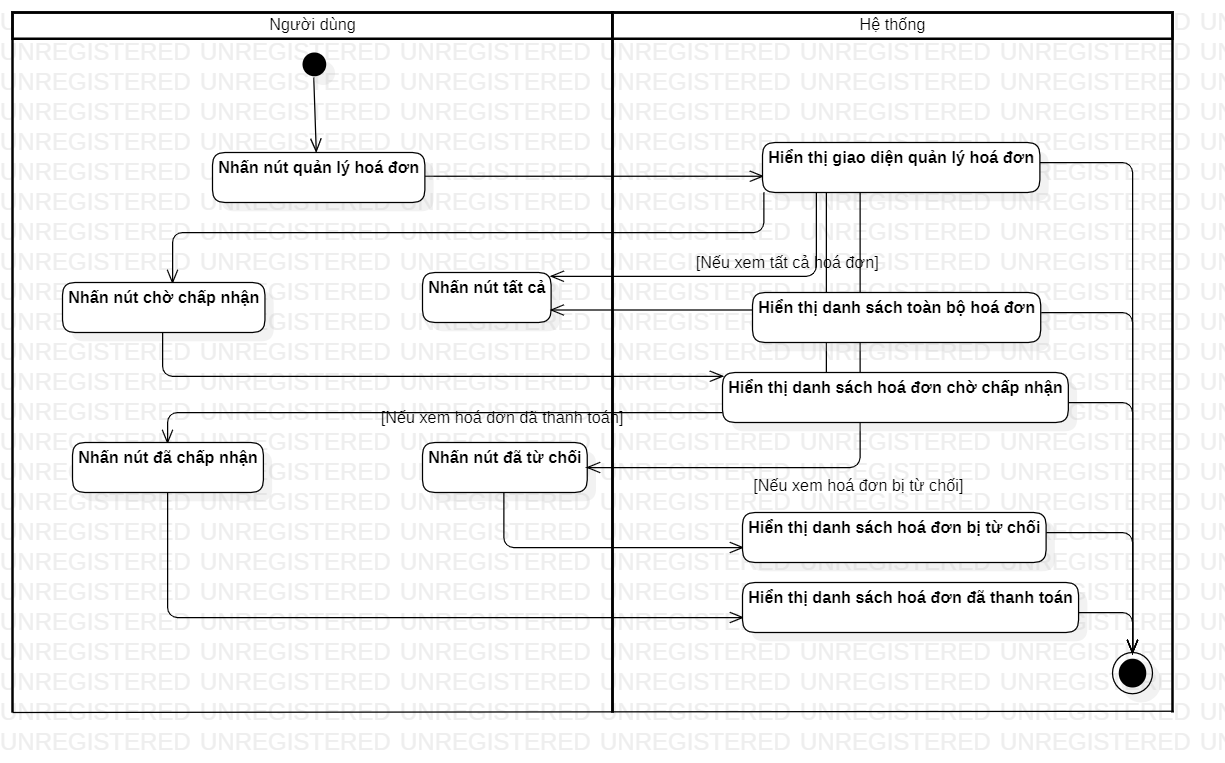 Người dùng
Hệ thống
Nhấn nút quản lý hoá đơn
Hiển thị giao diện quản lý hoá đơn
[Nếu xem tất cả hoá đơn]
Nhấn nút chờ chấp nhận
Nhấn nút tất cả
Hiển thị danh sách toàn bộ hoá đơn
Hiển thị danh sách hoá đơn chờ chấp nhận
[Nếu xem hoá đơn đã thanh toán]
Nhấn nút đã chấp nhận
Nhấn nút đã từ chối
[Nếu xem hoá đơn bị từ chối]
Hiển thị danh sách hoá đơn bị từ chối
Hiển thị danh sách hoá đơn đã thanh toán
UNREGISTERED UNREGISTERED UNREGISTERED UNREGISTERED UNREGISTERED UNREGISTERED